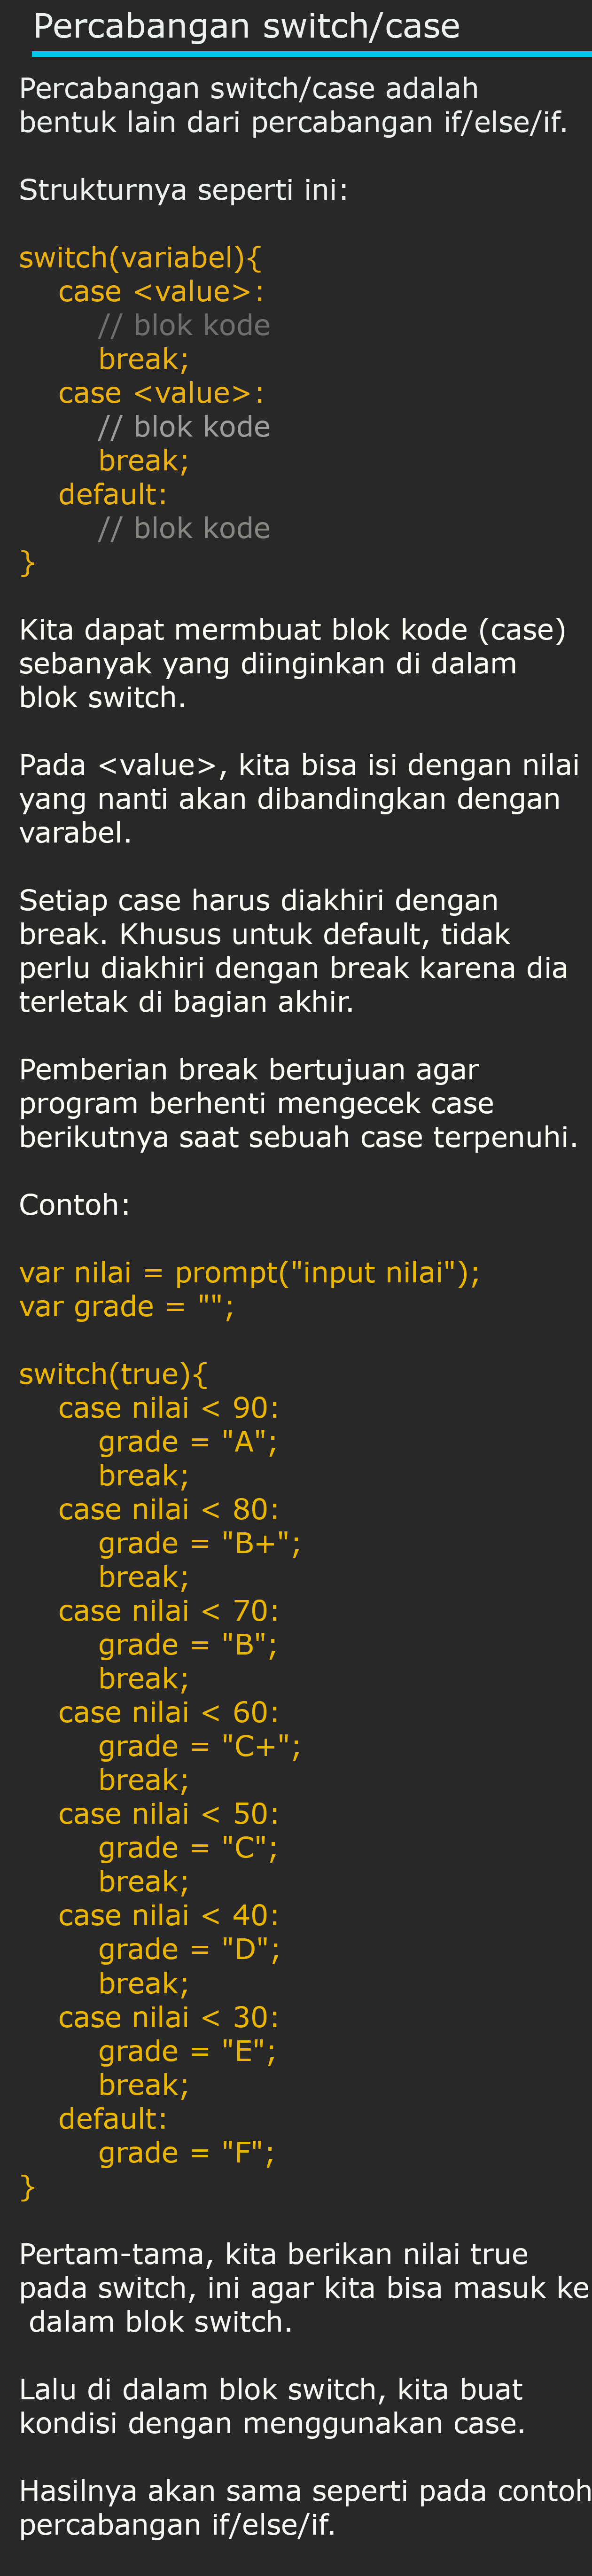 Percabangan switch/case
Percabangan switch/case adalah
bentuk lain dari percabangan if/else/if.
Strukturnya seperti ini:
switch(variabel){
case <value>:
// blok kode
break;
case <value>:
// blok kode
break;
default:
// blok kode
}
Kita dapat mermbuat blok kode (case)
sebanyak yang diinginkan di dalam
blok switch.
Pada <value>, kita bisa isi dengan nilai
yang nanti akan dibandingkan dengan
varabel.
Setiap case harus diakhiri dengan
break. Khusus untuk default, tidak
perlu diakhiri dengan break karena dia
terletak di bagian akhir.
Pemberian break bertujuan agar
program berhenti mengecek case
berikutnya saat sebuah case terpenuhi.
Contoh:
var nilai = prompt("input nilai");
var grade = "";
switch(true){
case nilai < 90:
grade = "A";
break;
case nilai < 80:
grade = "B+";
break;
case nilai < 70:
grade = "B";
break;
case nilai < 60:
grade = "C+";
break;
case nilai < 50:
grade = "C";
break;
case nilai < 40:
grade = "D";
break;
case nilai < 30:
grade = "E";
break;
default:
grade = "F";
}
Pertam-tama, kita berikan nilai true
pada switch, ini agar kita bisa masuk ke
dalam blok switch.
Lalu di dalam blok switch, kita buat
kondisi dengan menggunakan case.
Hasilnya akan sama seperti pada contoh
percabangan if/else/if.